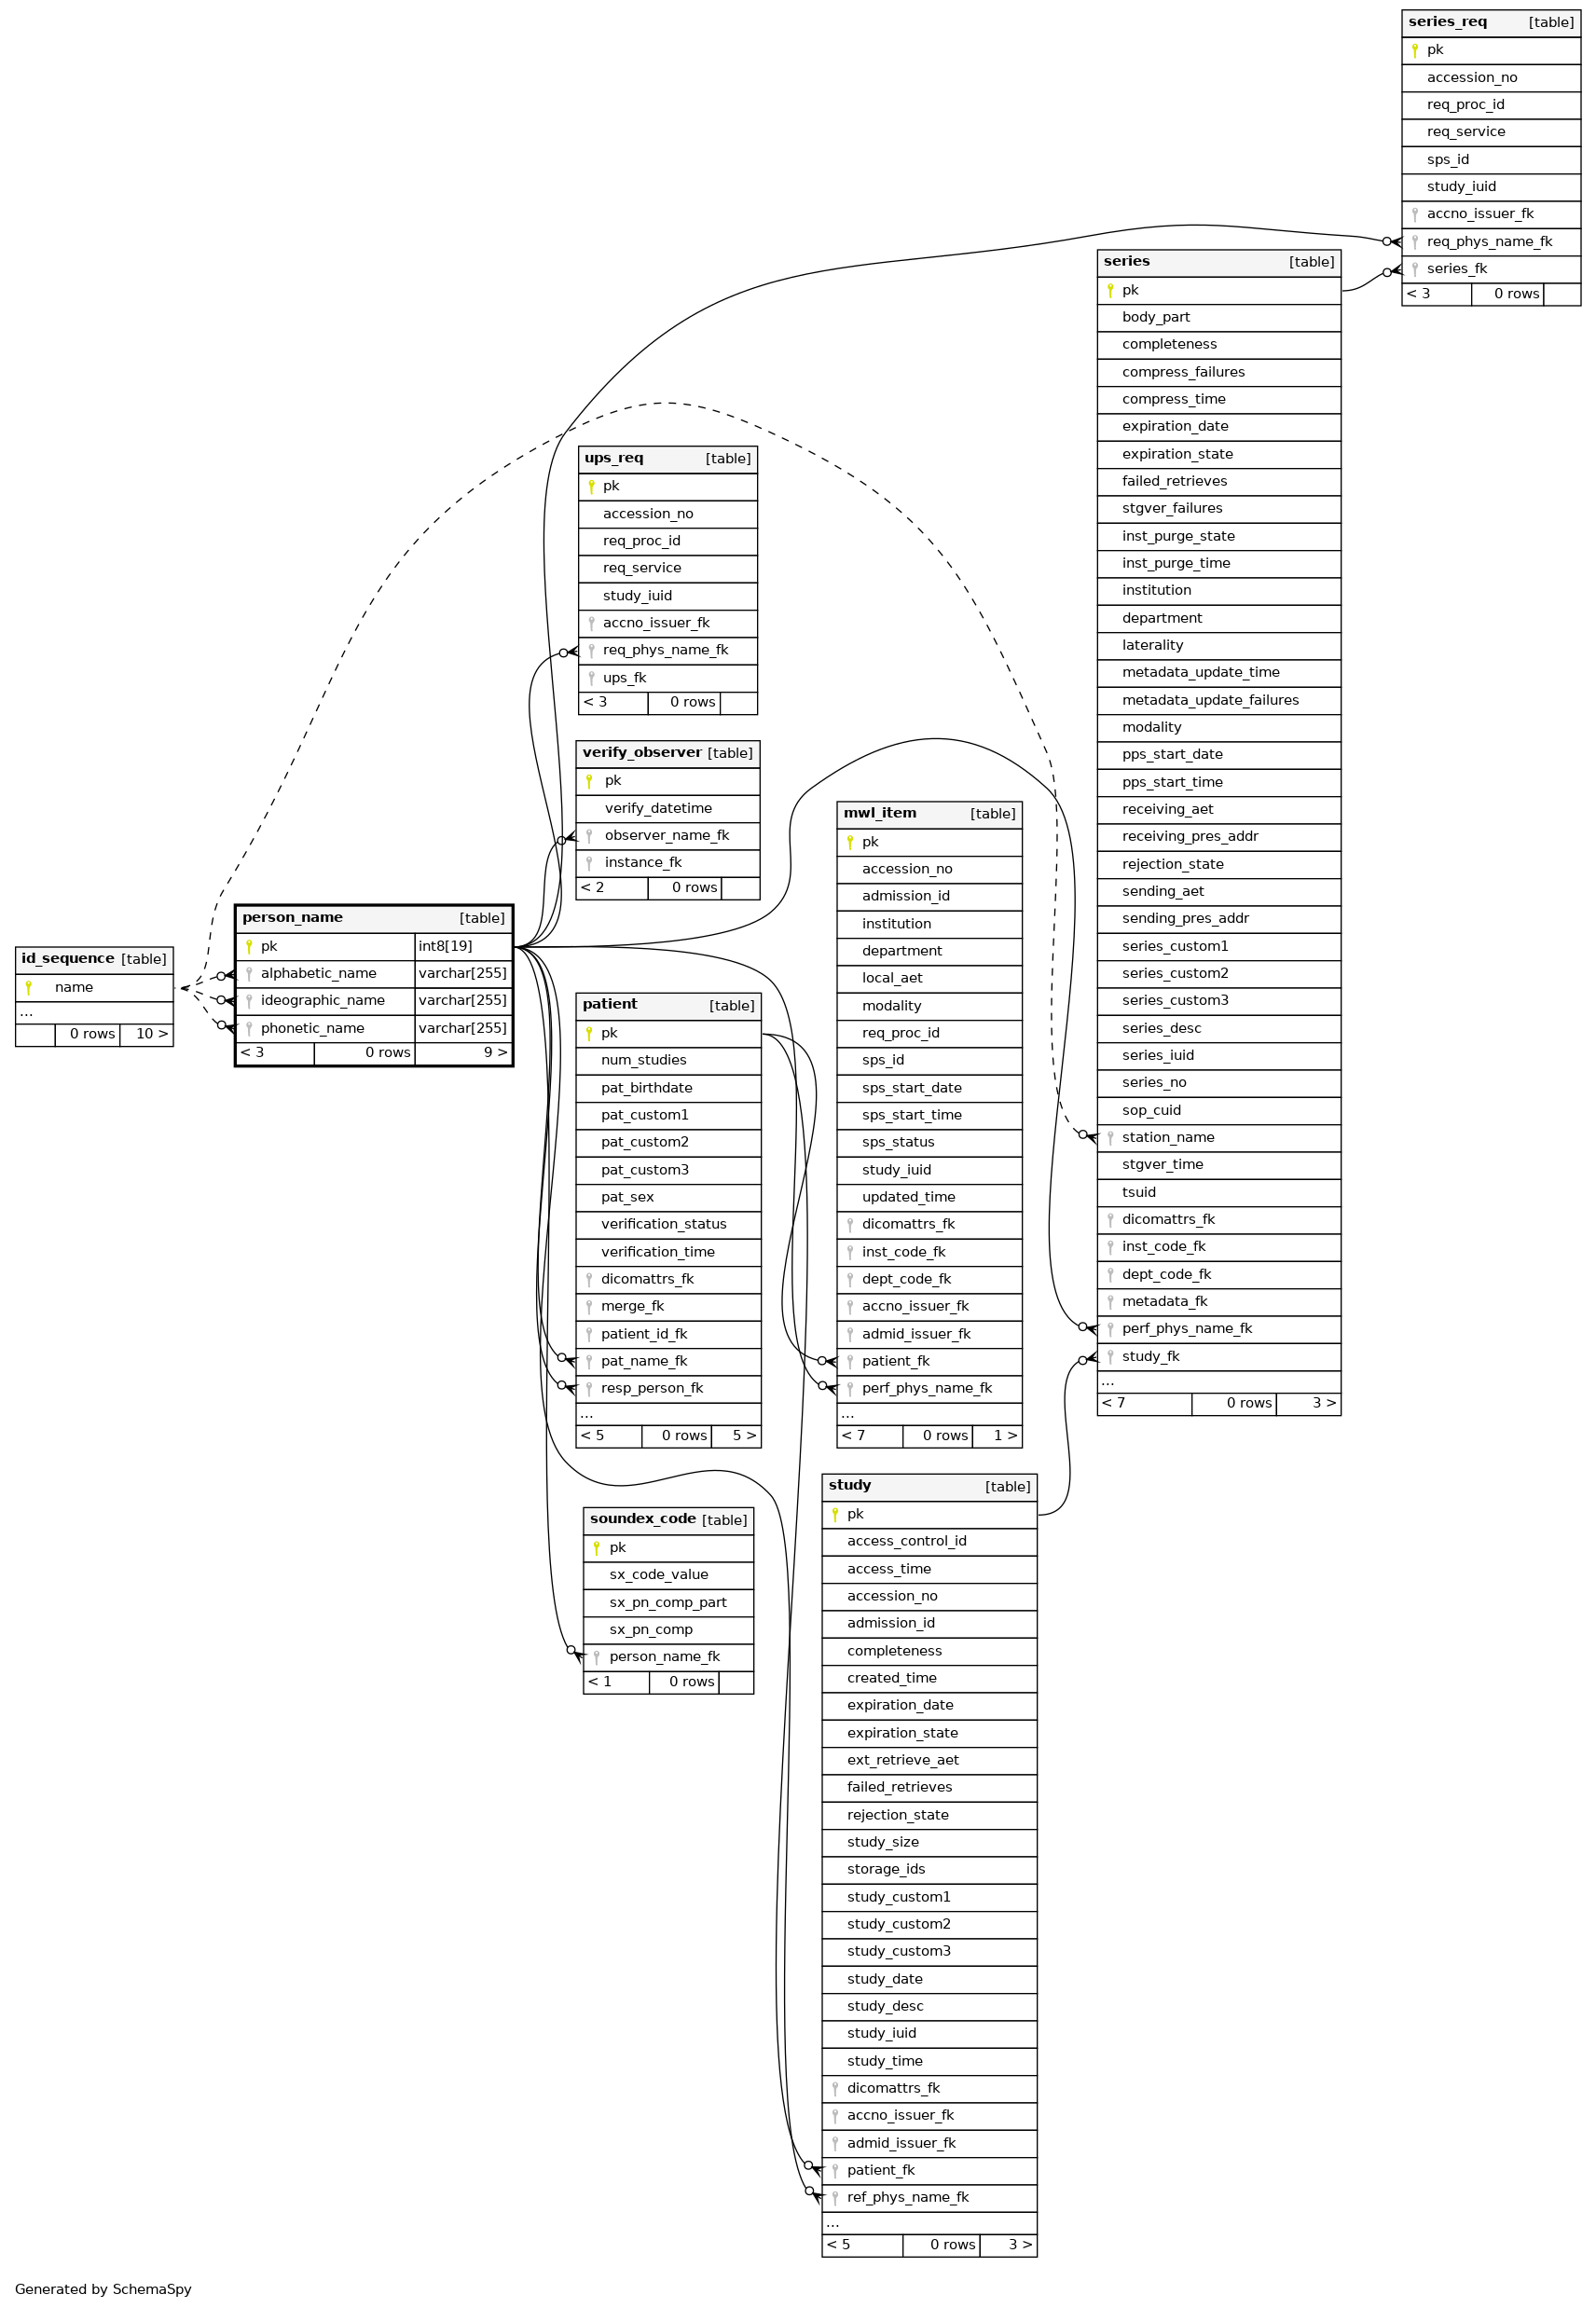 series_req [table]
pk
accession_no
req_proc_id
req_service
sps_id
study_iuid
accno_issuer_fk
req_phys_name_fk
series_fk
< 3 0 rows
series [table]
pk
body_part
completeness
compress_failures
compress_time
expiration_date
expiration_state
failed_retrieves
stgver_failures
inst_purge_state
inst_purge_time
institution
department
laterality
metadata_update_time
metadata_update_failures
modality
pps_start_date
pps_start_time
receiving_aet
receiving_pres_addr
rejection_state
sending_aet
sending_pres_addr
series_custom1
series_custom2
series_custom3
series_desc
series_iuid
series_no
sop_cuid
station_name
stgver_time
tsuid
dicomattrs_fk
inst_code_fk
dept_code_fk
metadata_fk
perf_phys_name_fk
study_fk
...
< 7 0 rows 3 >
ups_req [table]
pk
accession_no
req_proc_id
req_service
study_iuid
accno_issuer_fk
req_phys_name_fk
ups_fk
< 3 0 rows
verify_observer [table]
pk
verify_datetime
observer_name_fk
instance_fk
< 2 0 rows
mwl_item [table]
pk
accession_no
admission_id
institution
department
local_aet
modality
req_proc_id
sps_id
sps_start_date
sps_start_time
sps_status
study_iuid
updated_time
dicomattrs_fk
inst_code_fk
dept_code_fk
accno_issuer_fk
admid_issuer_fk
patient_fk
perf_phys_name_fk
...
< 7 0 rows 1 >
person_name [table]
pk int8[19]
alphabetic_name varchar[255]
ideographic_name varchar[255]
phonetic_name varchar[255]
< 3 0 rows 9 >
id_sequence [table]
name
...
0 rows 10 >
patient [table]
pk
num_studies
pat_birthdate
pat_custom1
pat_custom2
pat_custom3
pat_sex
verification_status
verification_time
dicomattrs_fk
merge_fk
patient_id_fk
pat_name_fk
resp_person_fk
...
< 5 0 rows 5 >
study [table]
pk
access_control_id
access_time
accession_no
admission_id
completeness
created_time
expiration_date
expiration_state
ext_retrieve_aet
failed_retrieves
rejection_state
study_size
storage_ids
study_custom1
study_custom2
study_custom3
study_date
study_desc
study_iuid
study_time
dicomattrs_fk
accno_issuer_fk
admid_issuer_fk
patient_fk
ref_phys_name_fk
...
< 5 0 rows 3 >
soundex_code [table]
pk
sx_code_value
sx_pn_comp_part
sx_pn_comp
person_name_fk
< 1 0 rows
Generated by SchemaSpy